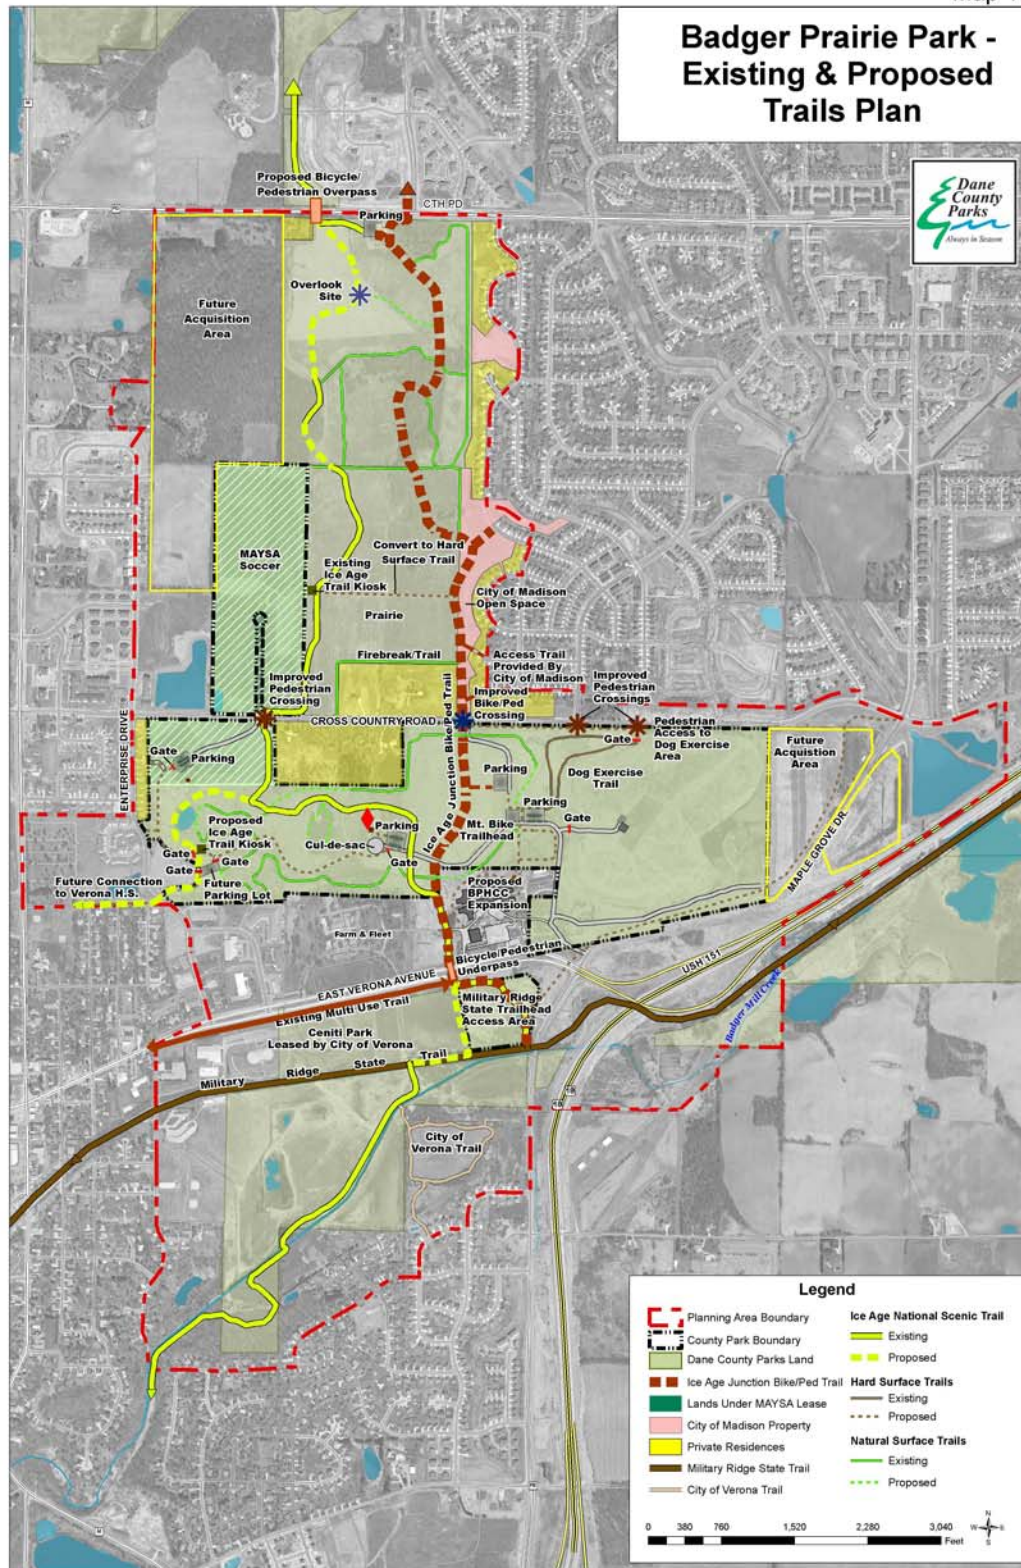 Badger Prairie Park -
Existing & Proposed
Trails Plan
Dane
County
Parks
Always in Season
Proposed Bicycle/
Pedestrian Overpass
CTH PD
Parking
Overlook
Site
Future
Acquisition
Area
MAYSA
Soccer
Convert to Hard
Surface Trail
Existing
Ice Age
Trail Kiosk
City of Madison
Open Space
Prairie
Firebreak/Trail
Access Trail
Provided By
City of Madison
Improved
Pedestrian
Crossing
Improved
Bike/Ped
Crossing
Improved
Pedestrian
Crossings
CROSS COUNTRY ROAD
Ice Age Junction Bike/Ped Trail
ENTERPRISE DRIVE
Gate
Parking
Gate
Pedestrian
Access to
Dog Exercise
Area
Future
Acquistion
Area
Parking
Dog Exercise
Trail
Parking
Gate
Mt. Bike
Trailhead
MAPLE GROVE DR.
Proposed
Ice Age
Trail Kiosk
Parking
Cul-de-sac
Gate
Gate
Gate
Future
Parking Lot
Future Connection
to Verona H.S.
Proposed
BPHCC
Expansion
Farm & Fleet
Bicycle/Pedestrian
Underpass
USH 151
EAST VERONA AVENUE
Existing Multi Use Trail
Military Ridge
State Trailhead
Access Area
Badger Mill Creek
Ceniti Park
Leased by City of Verona
Military Ridge State Trail
18
18
City of
Verona Trail
Legend
Planning Area Boundary
County Park Boundary
Dane County Parks Land
Ice Age Junction Bike/Ped Trail
Lands Under MAYSA Lease
City of Madison Property
Private Residences
Military Ridge State Trail
City of Verona Trail
Ice Age National Scenic Trail
Existing
Proposed
Hard Surface Trails
Existing
Proposed
Natural Surface Trails
Existing
Proposed
0 380 760 1,520 2,280 3,040
Feet
N
W
S